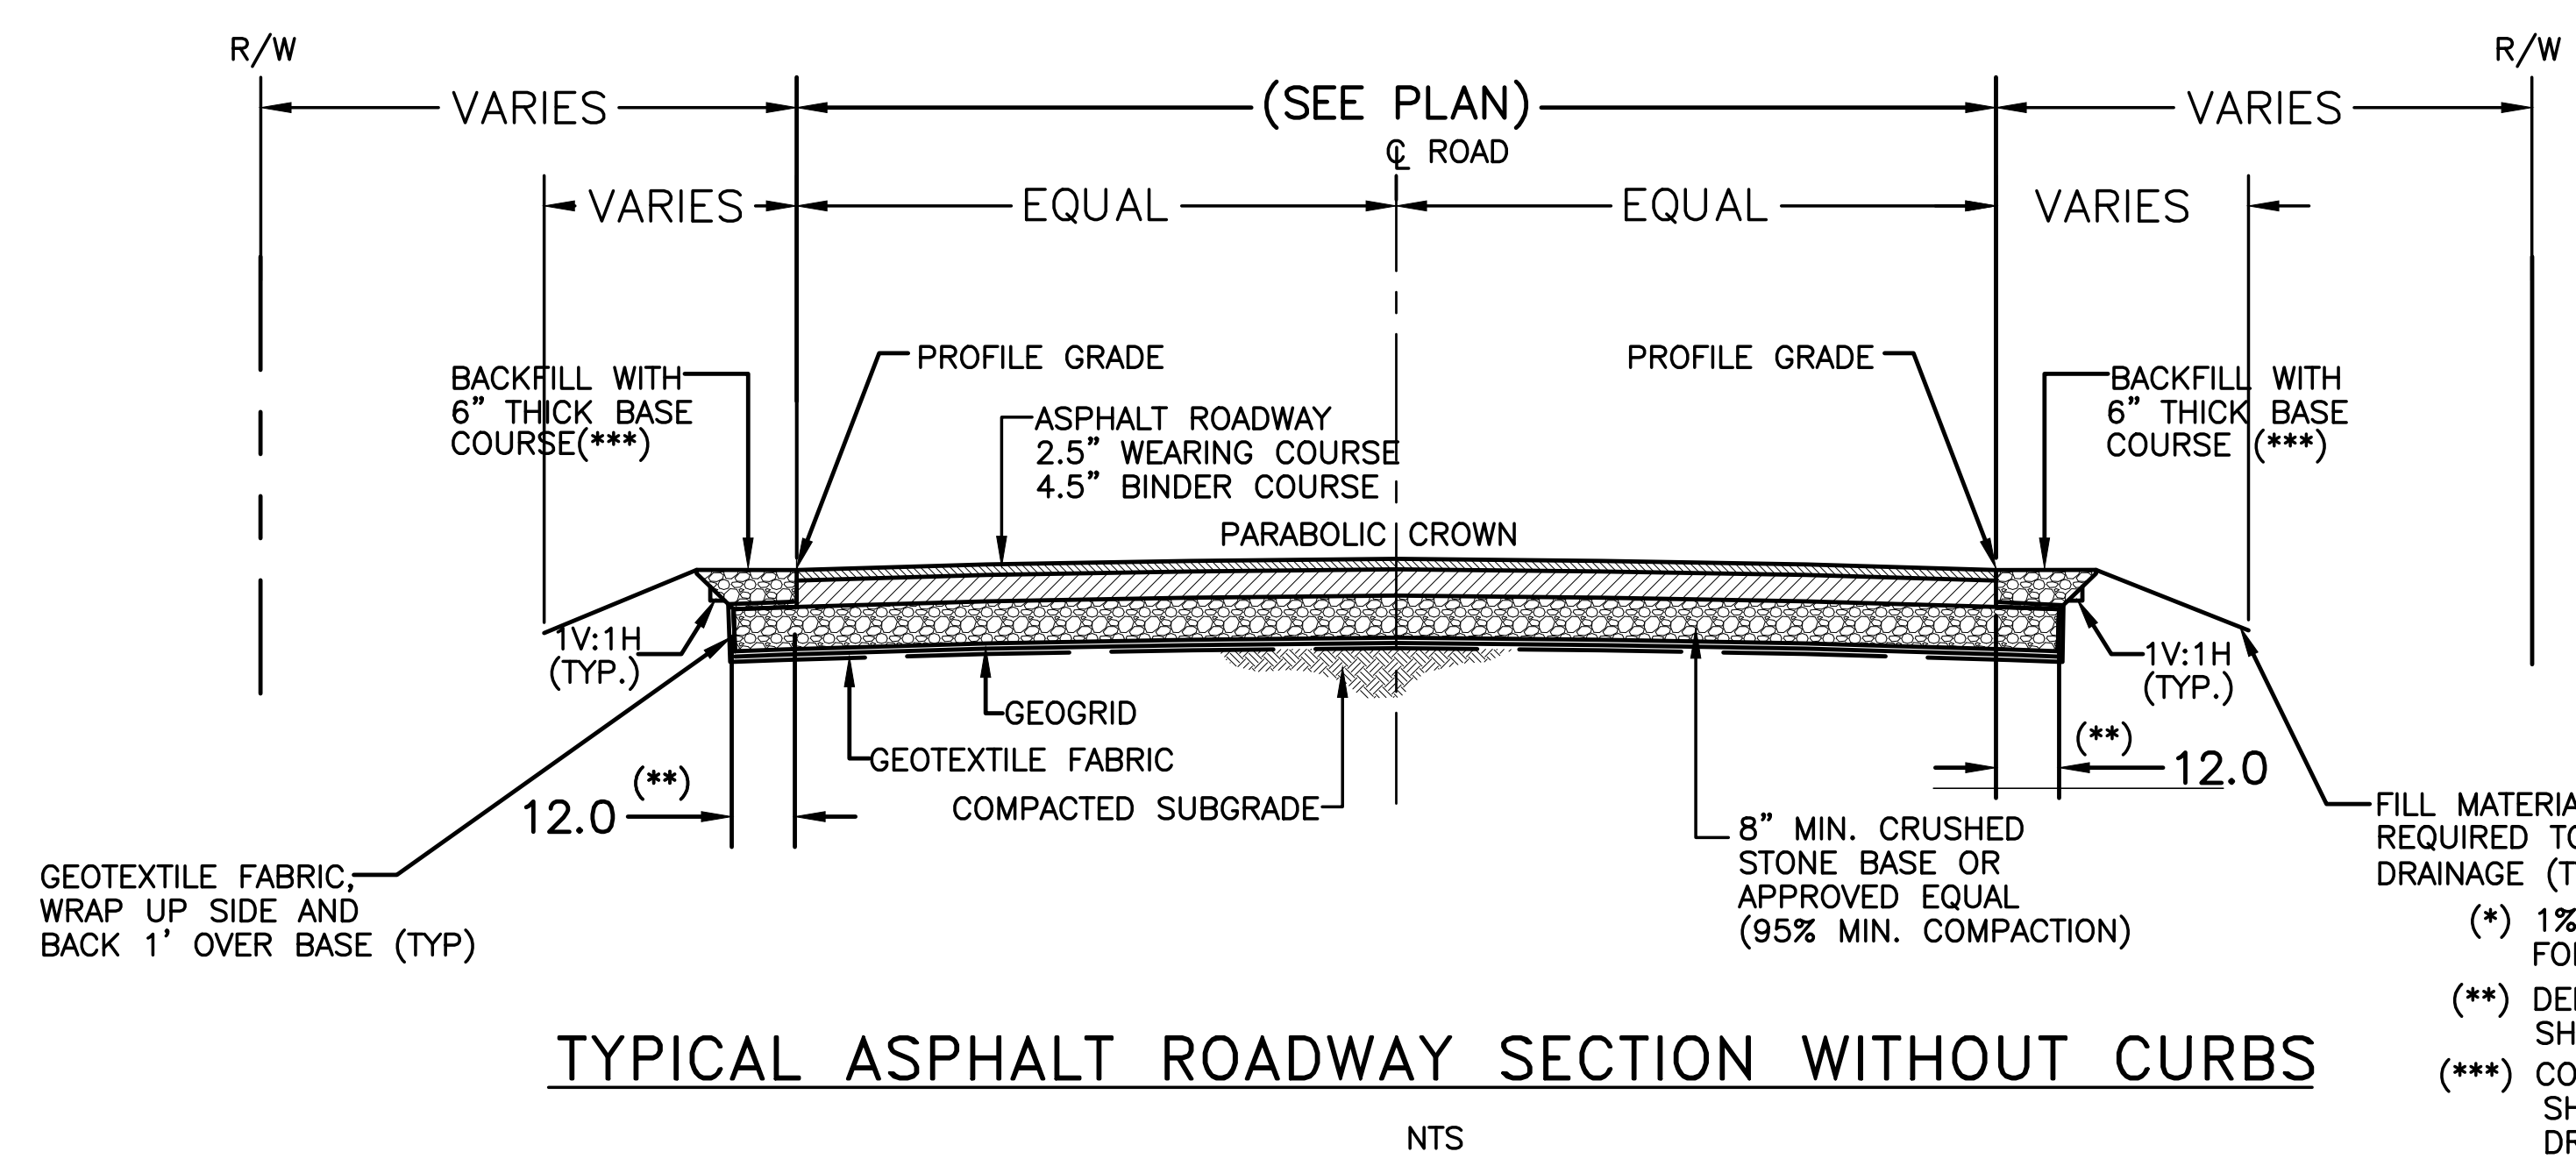 R/W
R/W
VARIES
(SEE PLAN)
VARIES
℄ ROAD
VARIES
EQUAL
EQUAL
VARIES
PROFILE GRADE
PROFILE GRADE
BACKFILL WITH
6" THICK BASE
COURSE(***)
BACKFILL WITH
6" THICK BASE
COURSE (***)
ASPHALT ROADWAY
2.5" WEARING COURSE
4.5" BINDER COURSE
PARABOLIC CROWN
1V:1H
(TYP.)
1V:1H
(TYP.)
GEOGRID
GEOTEXTILE FABRIC
COMPACTED SUBGRADE
(**)
12.0
(**)
12.0
8" MIN. CRUSHED
STONE BASE OR
APPROVED EQUAL
(95% MIN. COMPACTION)
GEOTEXTILE FABRIC,
WRAP UP SIDE AND
BACK 1' OVER BASE (TYP)
FILL
REQUIRED
DRAINAGE
(*) 1%
(**)
(***)
TYPICAL ASPHALT ROADWAY SECTION WITHOUT CURBS
NTS